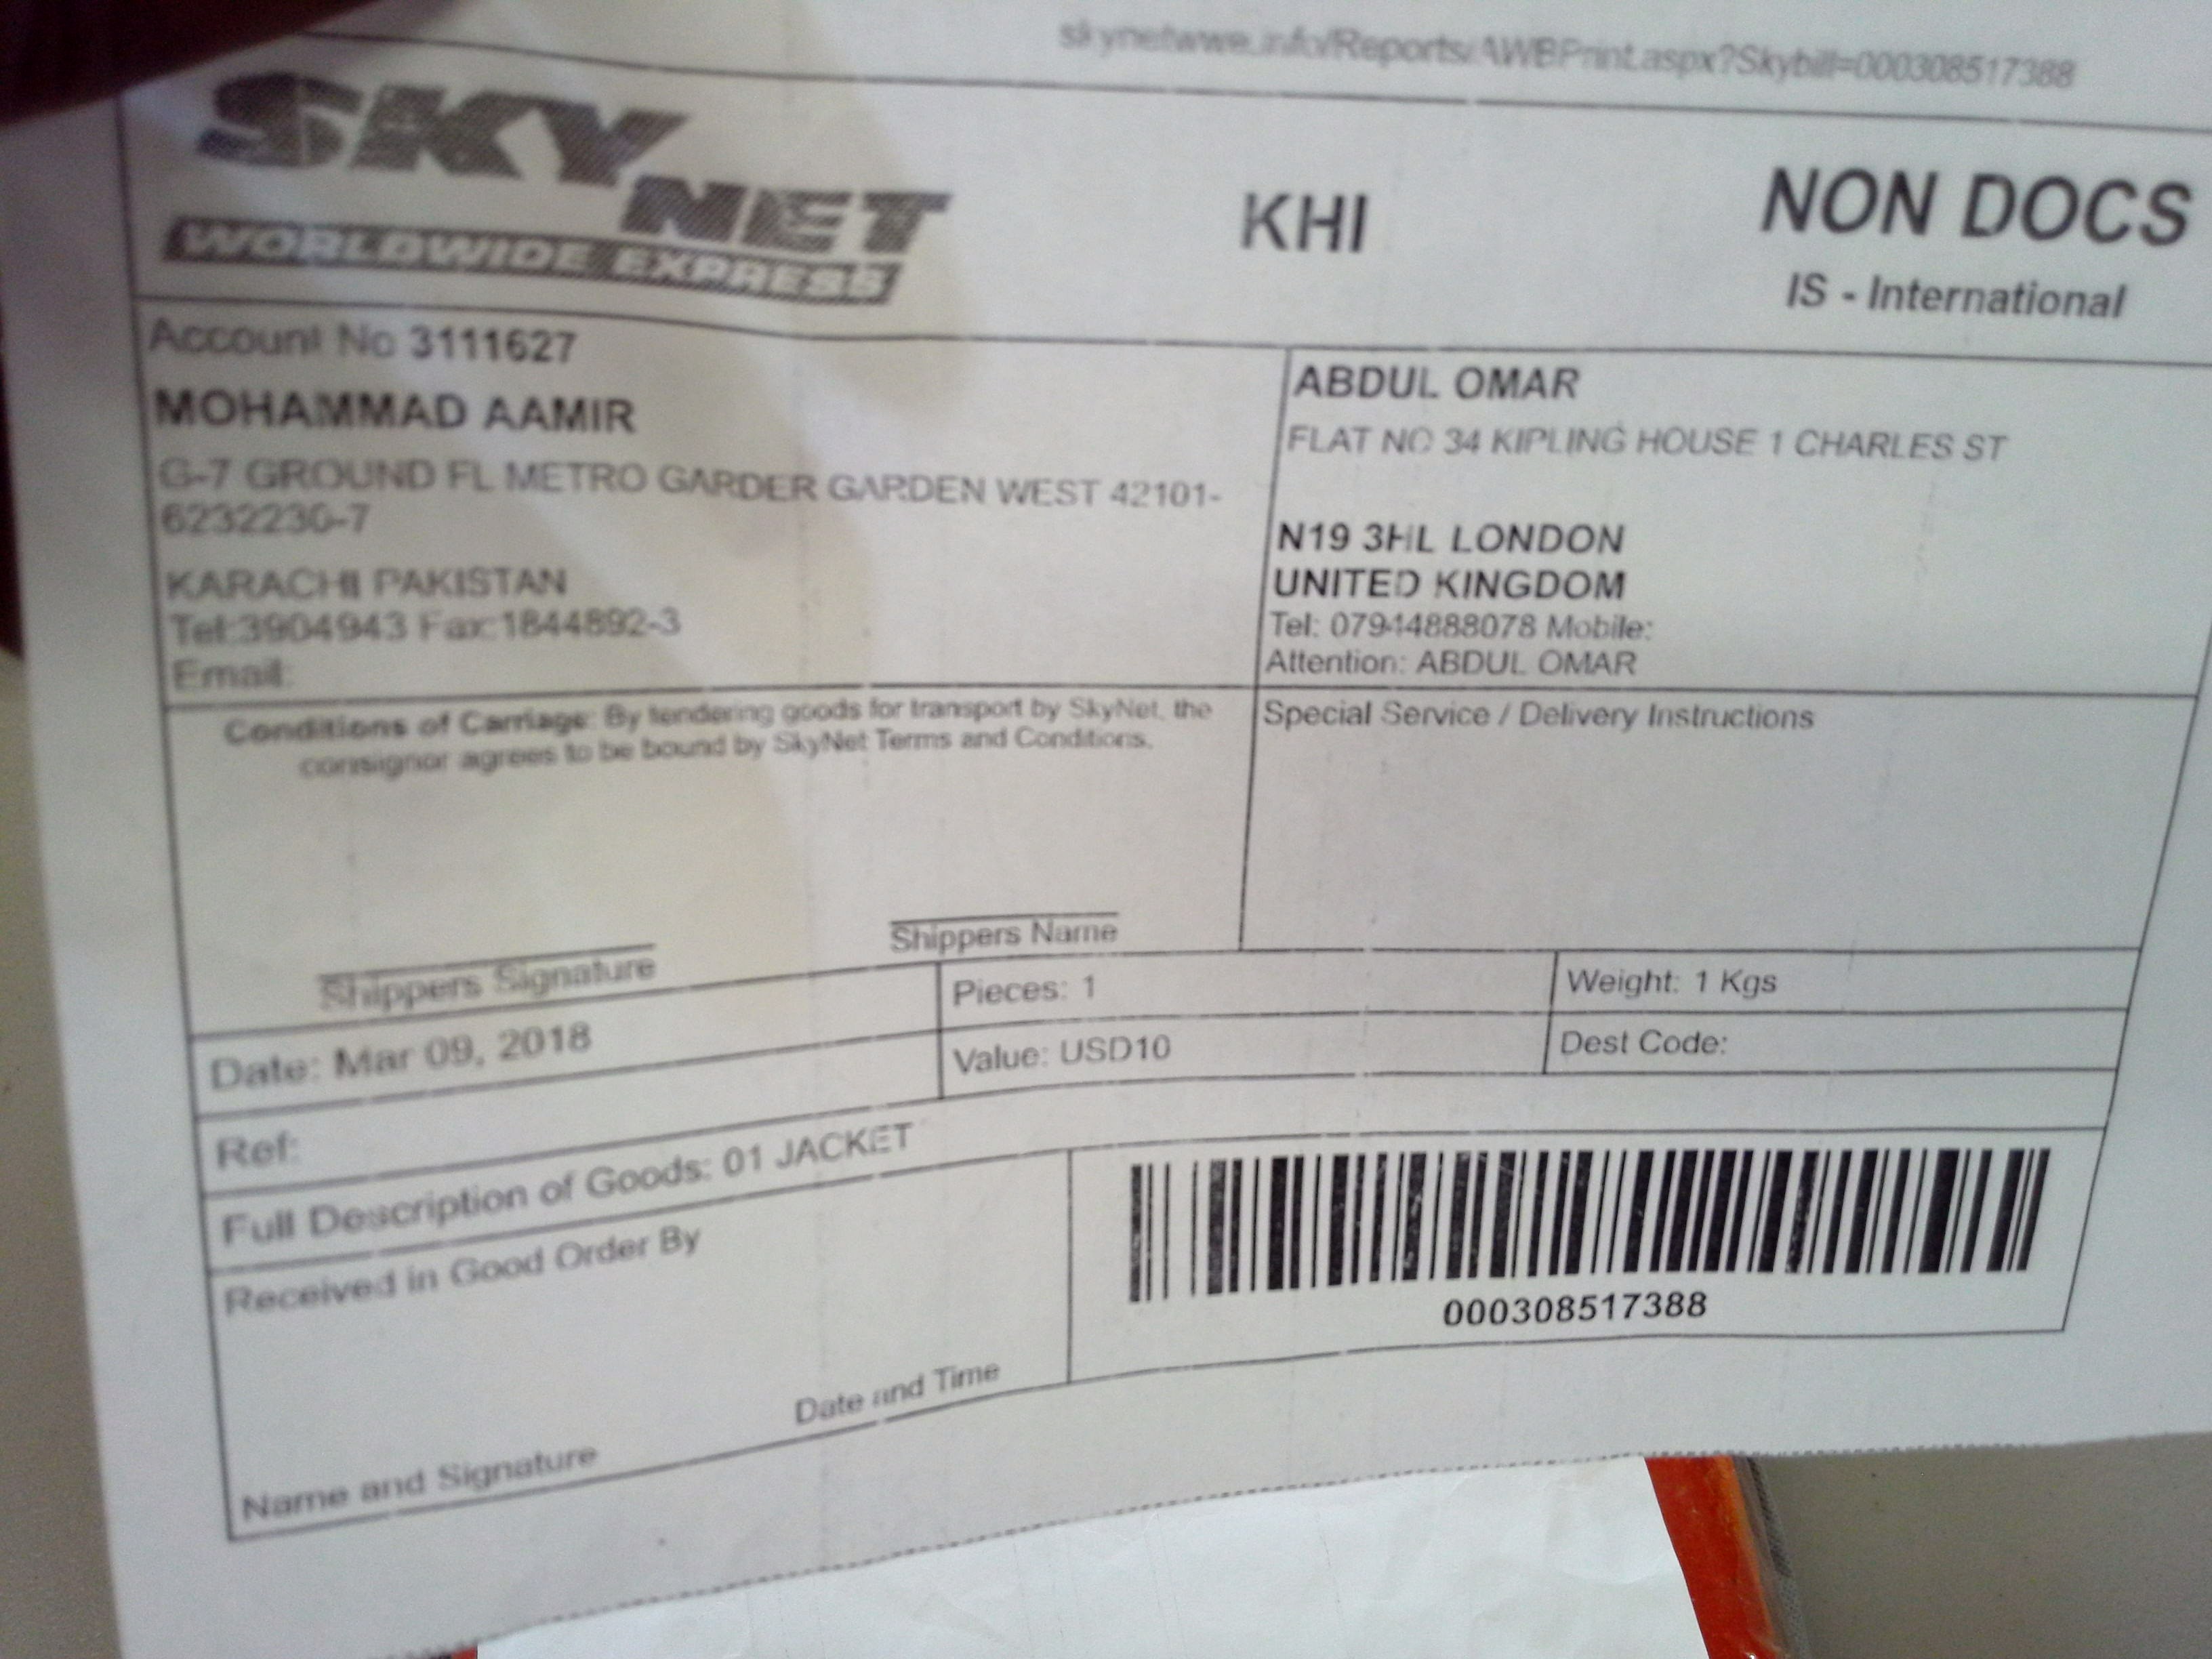 skynetwwe.info/Reports/AWBPrint.aspx?Skybill=000308517388
SKY
NET
WORLDWIDE EXPRESS
KHI
NON DOCS
IS - International
Account No 3111627
MOHAMMAD AAMIR
G-7 GROUND FL METRO GARDER GARDEN WEST 42101-
6232230-7
KARACHI PAKISTAN
Tel:3904943 Fax:1844892-3
Email:
ABDUL OMAR
FLAT NO 34 KIPLING HOUSE 1 CHARLES ST
N19 3HL LONDON
UNITED KINGDOM
Tel: 07944888078 Mobile:
Attention: ABDUL OMAR
Conditions of Carriage: By tendering goods for transport by SkyNet, the
consignor agrees to be bound by SkyNet Terms and Conditions.
Special Service / Delivery Instructions
Shippers Signature
Shippers Name
Date: Mar 09, 2018
Pieces: 1
Weight: 1 Kgs
Value: USD10
Dest Code:
Ref:
Full Description of Goods: 01 JACKET
Received in Good Order By
Name and Signature
Date and Time
000308517388